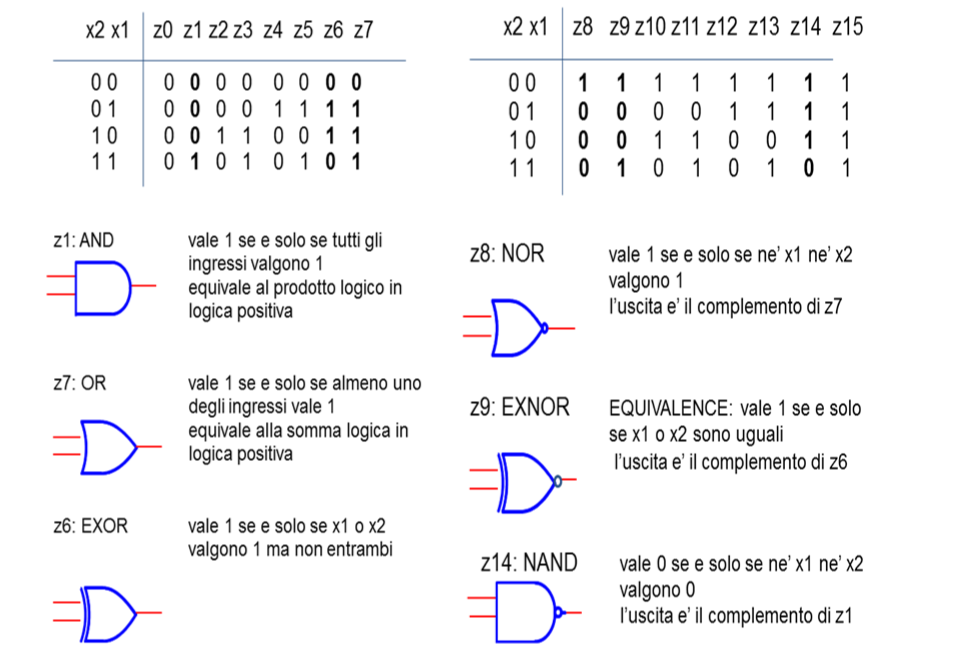 x2 x1 z0 z1 z2 z3 z4 z5 z6 z7
0 0 0 0 0 0 0 0 0 0
0 1 0 0 0 0 1 1 1 1
1 0 0 0 1 1 0 0 1 1
1 1 0 1 0 1 0 1 0 1
z1: AND
vale 1 se e solo se tutti gli
ingressi valgono 1
equivale al prodotto logico in
logica positiva
z7: OR
vale 1 se e solo se almeno uno
degli ingressi vale 1
equivale alla somma logica in
logica positiva
z6: EXOR
vale 1 se e solo se x1 o x2
valgono 1 ma non entrambi
x2 x1 z8 z9 z10 z11 z12 z13 z14 z15
0 0 1 1 1 1 1 1 1 1
0 1 0 0 0 0 1 1 1 1
1 0 0 0 1 1 0 0 1 1
1 1 0 1 0 1 0 1 0 1
z8: NOR
vale 1 se e solo se ne' x1 ne' x2
valgono 1
l'uscita e' il complemento di z7
z9: EXNOR
EQUIVALENCE: vale 1 se e solo
se x1 o x2 sono uguali
l'uscita e' il complemento di z6
z14: NAND
vale 0 se e solo se ne' x1 ne' x2
valgono 0
l'uscita e' il complemento di z1